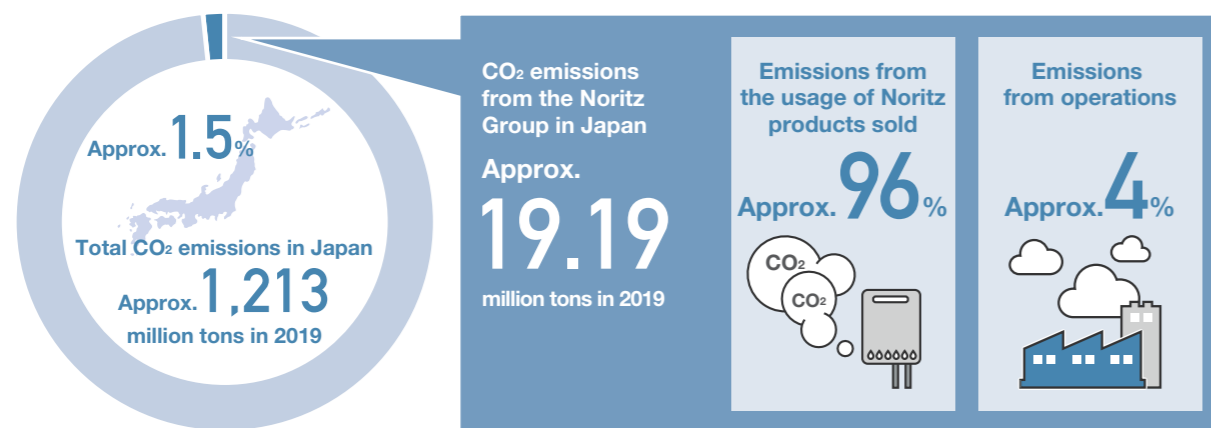 Approx. 1.5%
Total CO₂ emissions in Japan
Approx. 1,213
million tons in 2019
CO₂ emissions
from the Noritz
Group in Japan
Approx.
19.19
million tons in 2019
Emissions from
the usage of Noritz
products sold
Approx. 96%
CO₂
CO₂
Emissions
from operations
Approx. 4%